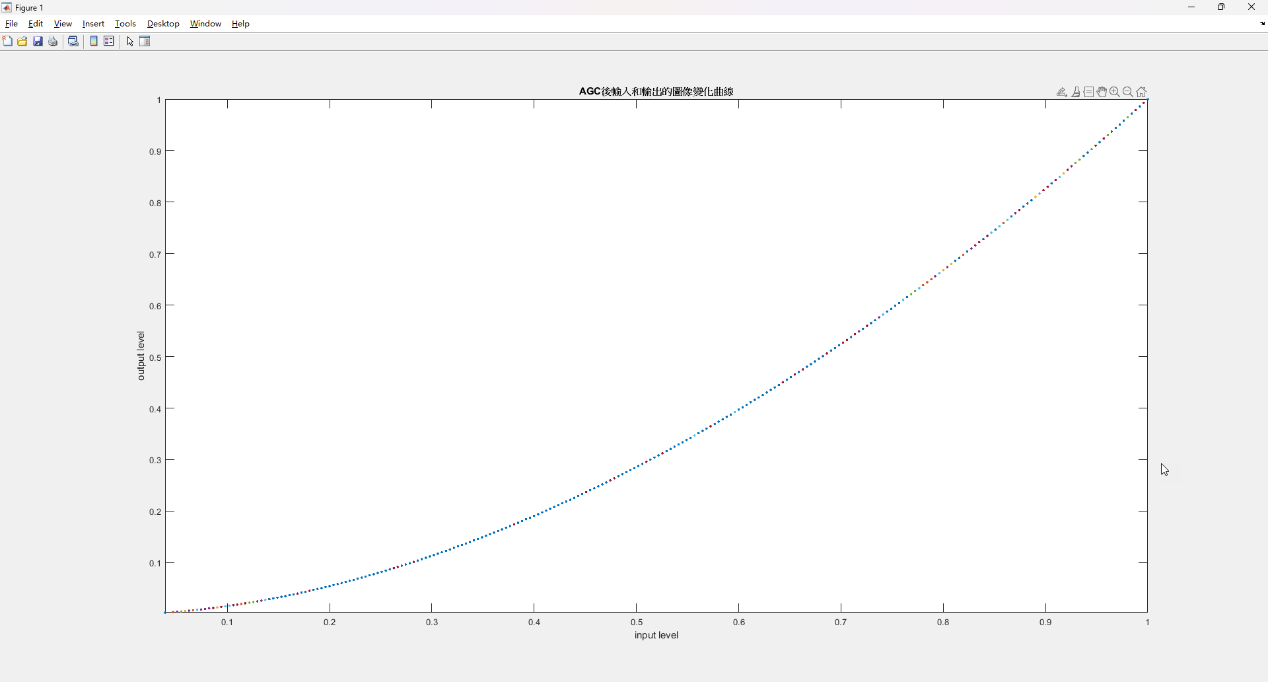 Figure 1
File Edit View Insert Tools Desktop Window Help
AGC後輸入和輸出的圖像變化曲線
1
0.9
0.8
0.7
0.6
0.5
0.4
0.3
0.2
0.1
output level
0.1 0.2 0.3 0.4 0.5 0.6 0.7 0.8 0.9 1
input level